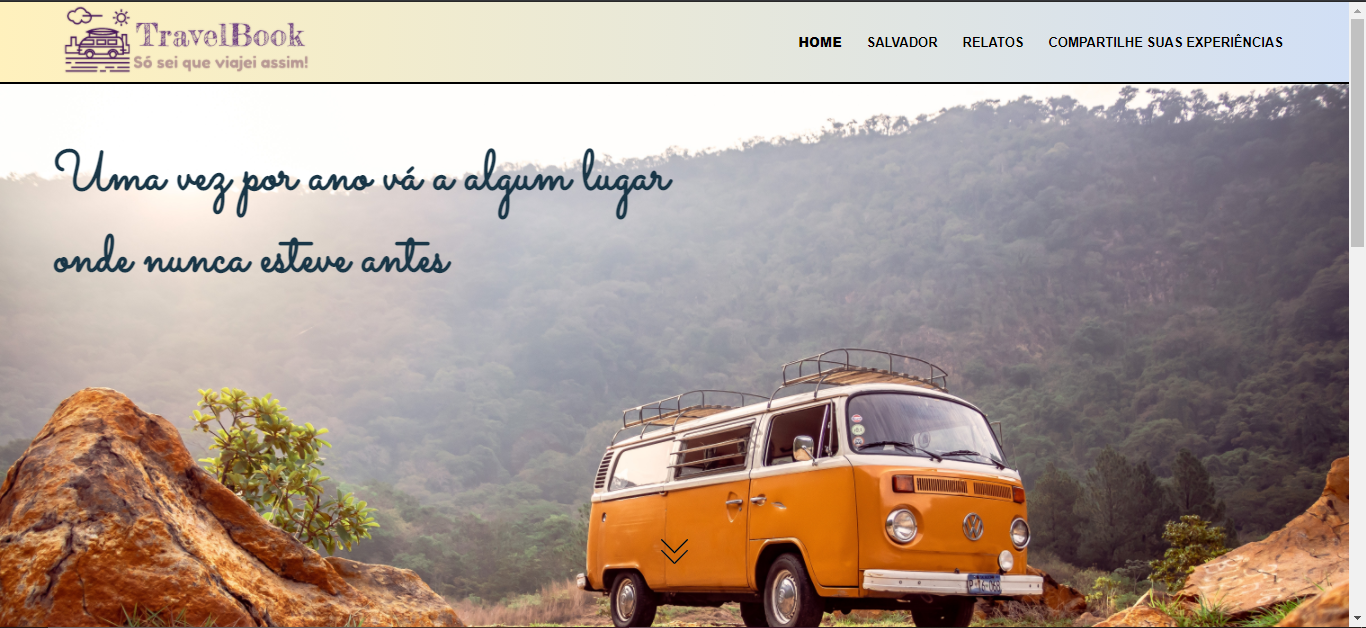 TravelBook
Só sei que viajei assim!
HOME SALVADOR RELATOS COMPARTILHE SUAS EXPERIÊNCIAS
Uma vez por ano vá a algum lugar
onde nunca esteve antes